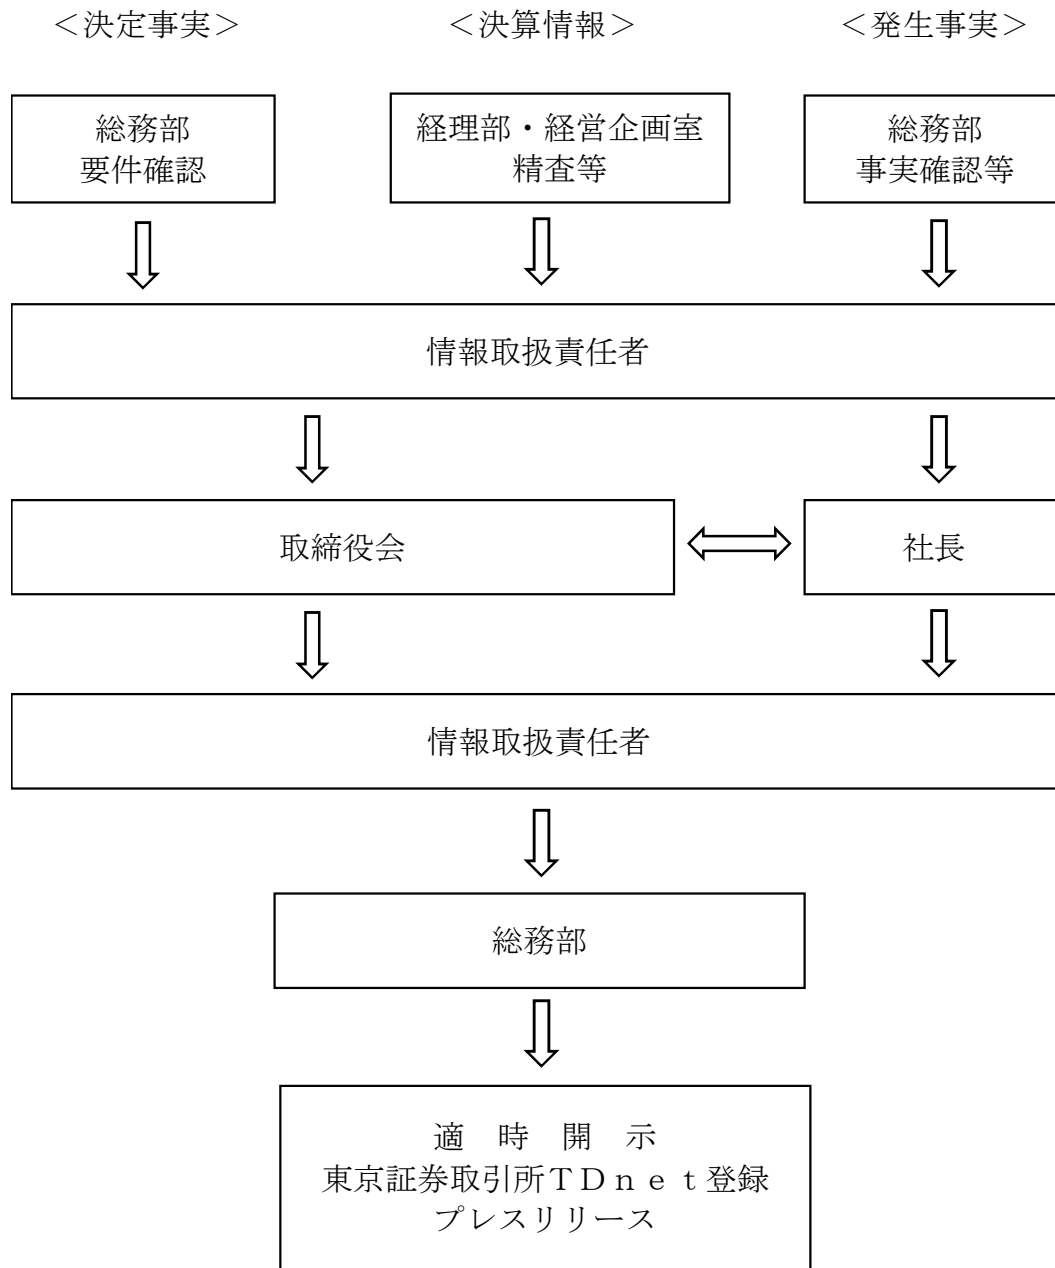 ＜決定事実＞
＜決算情報＞
＜発生事実＞
総務部
要件確認
経理部・経営企画室
精査等
総務部
事実確認等
情報取扱責任者
取締役会
社長
情報取扱責任者
総務部
適　時　開　示
東京証券取引所ＴＤｎｅｔ登録
プレスリリース